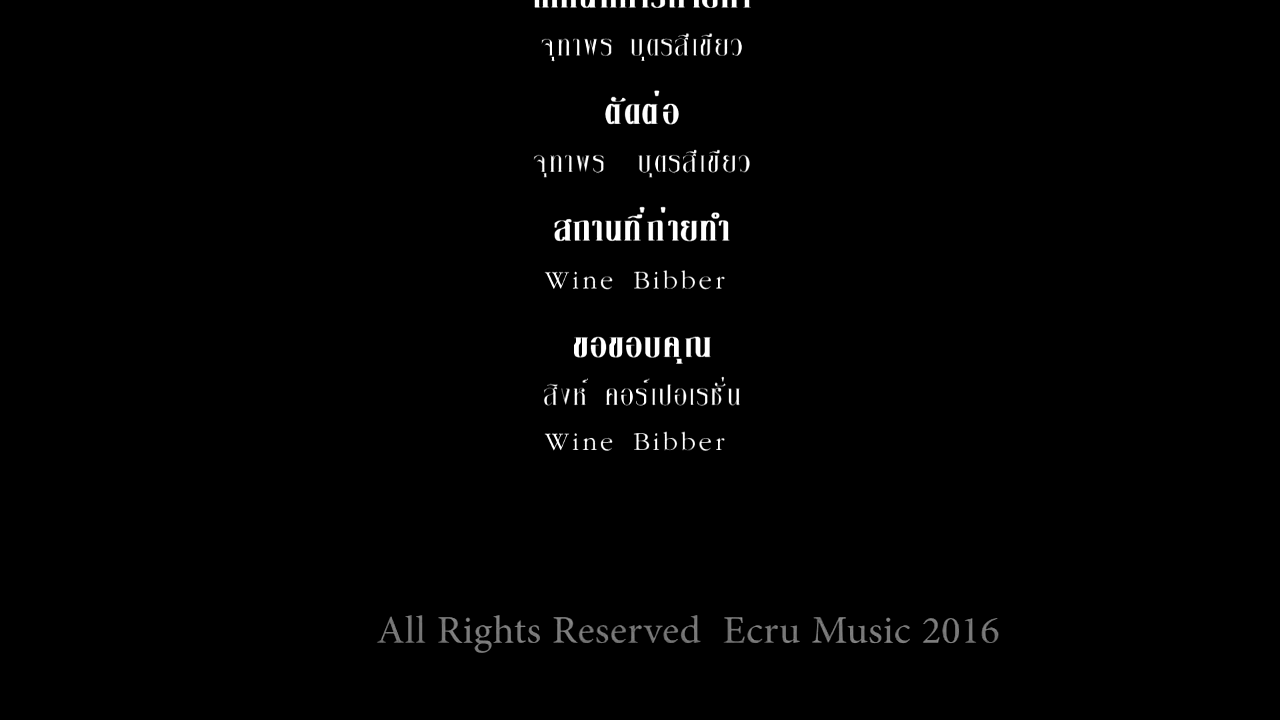 จุฑาพร บุตรสีเขียว
ตัดต่อ
จุฑาพร บุตรสีเขียว
สถานที่ถ่ายทำ
Wine Bibber
ขอขอบคุณ
สิงห์ คอร์เปอเรชั่น
Wine Bibber
All Rights Reserved Ecru Music 2016